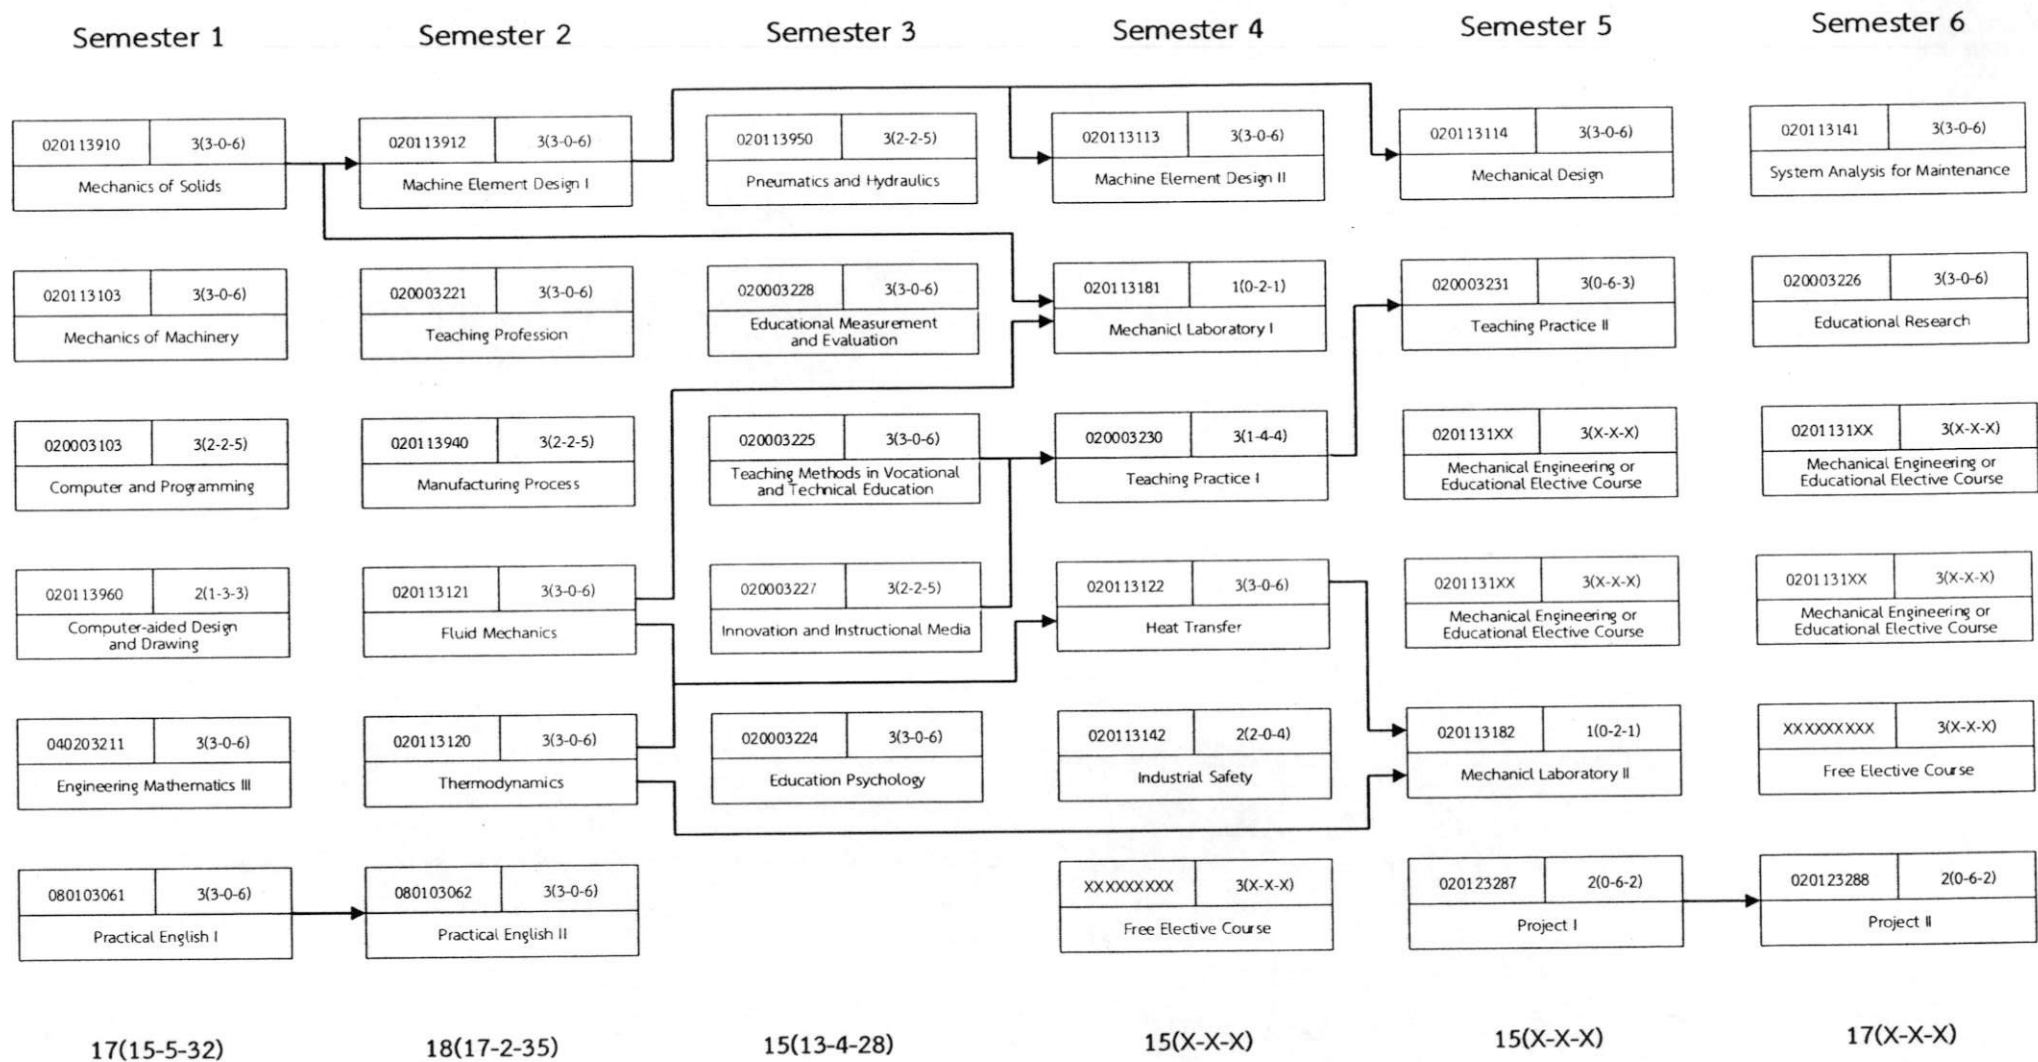 Semester 1
Semester 2
Semester 3
Semester 4
Semester 5
Semester 6
020113910 3(3-0-6)
Mechanics of Solids
020113912 3(3-0-6)
Machine Element Design I
020113950 3(2-2-5)
Pneumatics and Hydraulics
020113113 3(3-0-6)
Machine Element Design II
020113114 3(3-0-6)
Mechanical Design
020113141 3(3-0-6)
System Analysis for Maintenance
020113103 3(3-0-6)
Mechanics of Machinery
020003221 3(3-0-6)
Teaching Profession
020003228 3(3-0-6)
Educational Measurement
and Evaluation
020113181 1(0-2-1)
Mechanicl Laboratory I
020003231 3(0-6-3)
Teaching Practice II
020003226 3(3-0-6)
Educational Research
020003103 3(2-2-5)
Computer and Programming
020113940 3(2-2-5)
Manufacturing Process
020003225 3(3-0-6)
Teaching Methods in Vocational
and Technical Education
020003230 3(1-4-4)
Teaching Practice I
0201131XX 3(X-X-X)
Mechanical Engineering or
Educational Elective Course
0201131XX 3(X-X-X)
Mechanical Engineering or
Educational Elective Course
020113960 2(1-3-3)
Computer-aided Design
and Drawing
020113121 3(3-0-6)
Fluid Mechanics
020003227 3(2-2-5)
Innovation and Instructional Media
020113122 3(3-0-6)
Heat Transfer
0201131XX 3(X-X-X)
Mechanical Engineering or
Educational Elective Course
0201131XX 3(X-X-X)
Mechanical Engineering or
Educational Elective Course
040203211 3(3-0-6)
Engineering Mathematics III
020113120 3(3-0-6)
Thermodynamics
020003224 3(3-0-6)
Education Psychology
020113142 2(2-0-4)
Industrial Safety
020113182 1(0-2-1)
Mechanicl Laboratory II
XXXXXXXXX 3(X-X-X)
Free Elective Course
080103061 3(3-0-6)
Practical English I
080103062 3(3-0-6)
Practical English II
XXXXXXXXX 3(X-X-X)
Free Elective Course
020123287 2(0-6-2)
Project I
020123288 2(0-6-2)
Project II
17(15-5-32)
18(17-2-35)
15(13-4-28)
15(X-X-X)
15(X-X-X)
17(X-X-X)